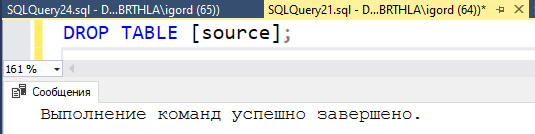 SQLQuery24.sql - D...BRTHLA\igord (65))
SQLQuery21.sql - D...BRTHLA\igord (64))*
DROP TABLE [source];
161 %
Сообщения
Выполнение команд успешно завершено.